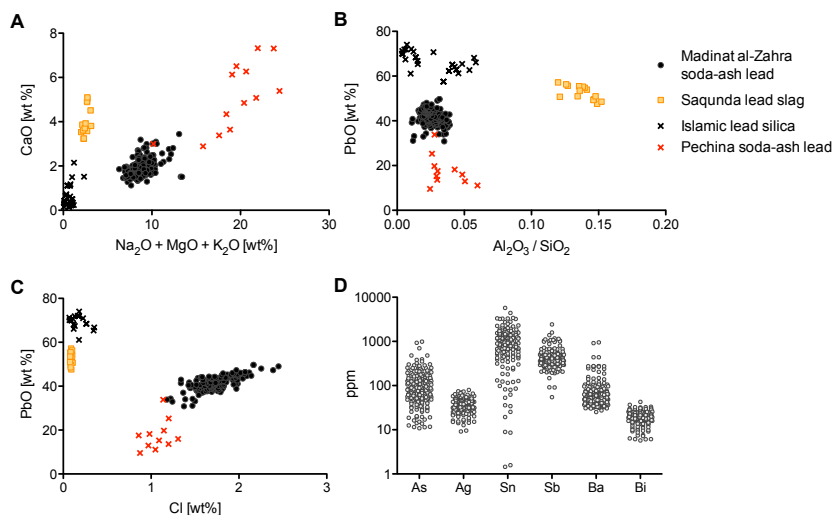 A
CaO [wt %]
8
6
4
2
0
0
10
20
30
Na₂O + MgO + K₂O [wt%]
B
PbO [wt %]
80
60
40
20
0
0.00
0.05
0.10
0.15
0.20
Al₂O₃ / SiO₂
Madinat al-Zahra
soda-ash lead
Saqunda lead slag
Islamic lead silica
Pechina soda-ash lead
C
PbO [wt %]
80
60
40
20
0
0
1
2
3
Cl [wt%]
D
ppm
10000
1000
100
10
1
As
Ag
Sn
Sb
Ba
Bi